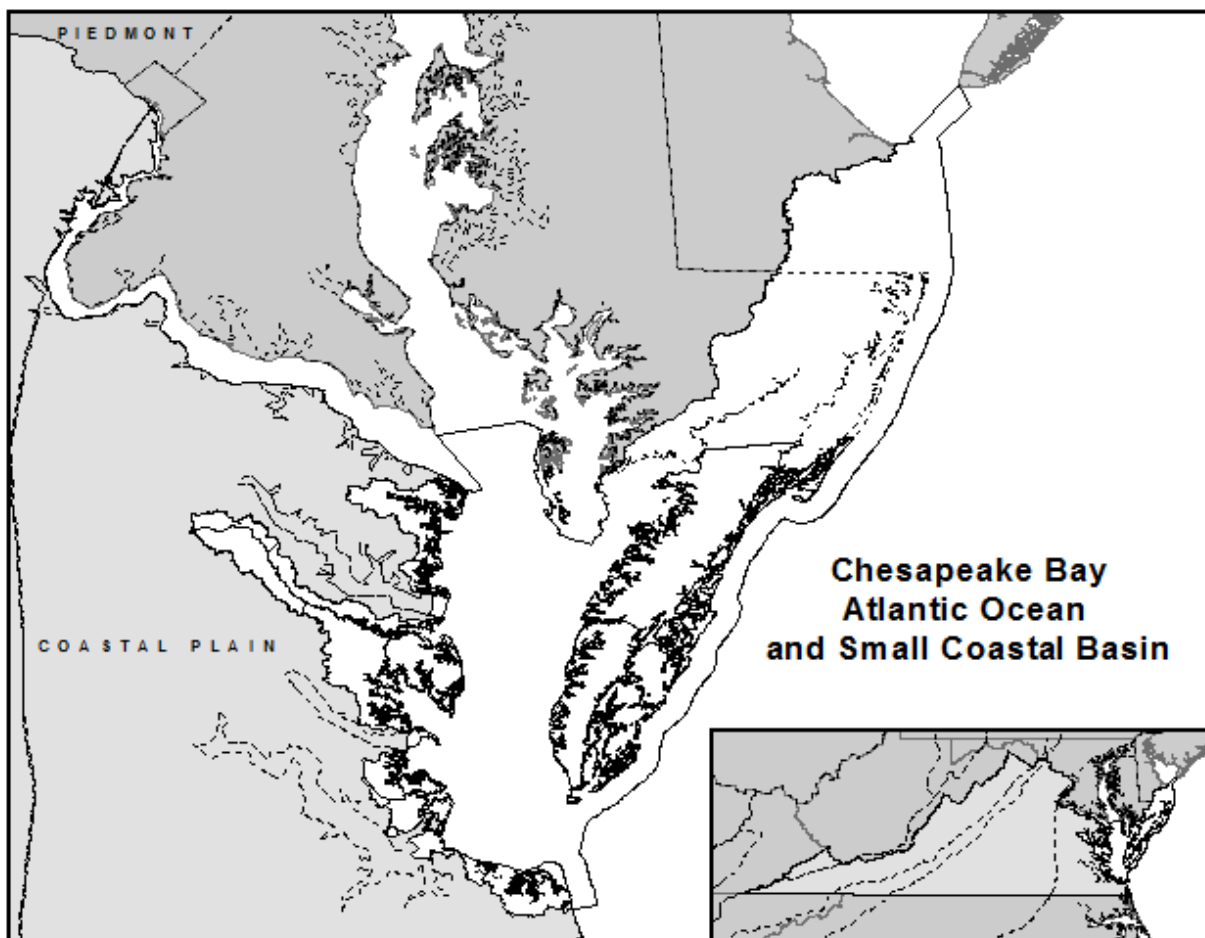 PIEDMONT
Chesapeake Bay
Atlantic Ocean
and Small Coastal Basin
COASTAL PLAIN